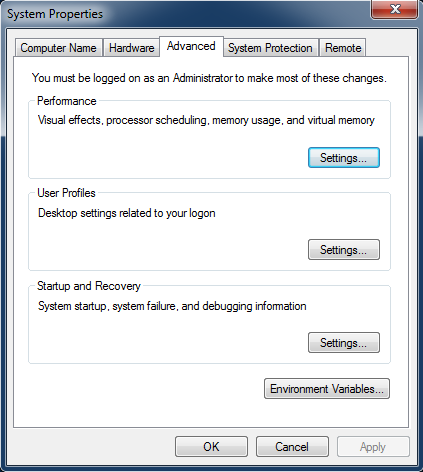 System Properties
Computer Name Hardware Advanced System Protection Remote
You must be logged on as an Administrator to make most of these changes.
Performance
Visual effects, processor scheduling, memory usage, and virtual memory
Settings...
User Profiles
Desktop settings related to your logon
Settings...
Startup and Recovery
System startup, system failure, and debugging information
Settings...
Environment Variables...
OK Cancel Apply